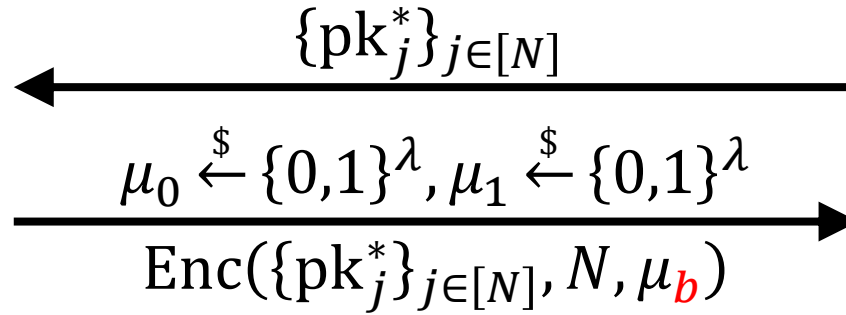 {pk*_j}_{j∈[N]}
μ_0 ←$ {0,1}^λ, μ_1 ←$ {0,1}^λ
Enc({pk*_j}_{j∈[N]}, N, μ_b)